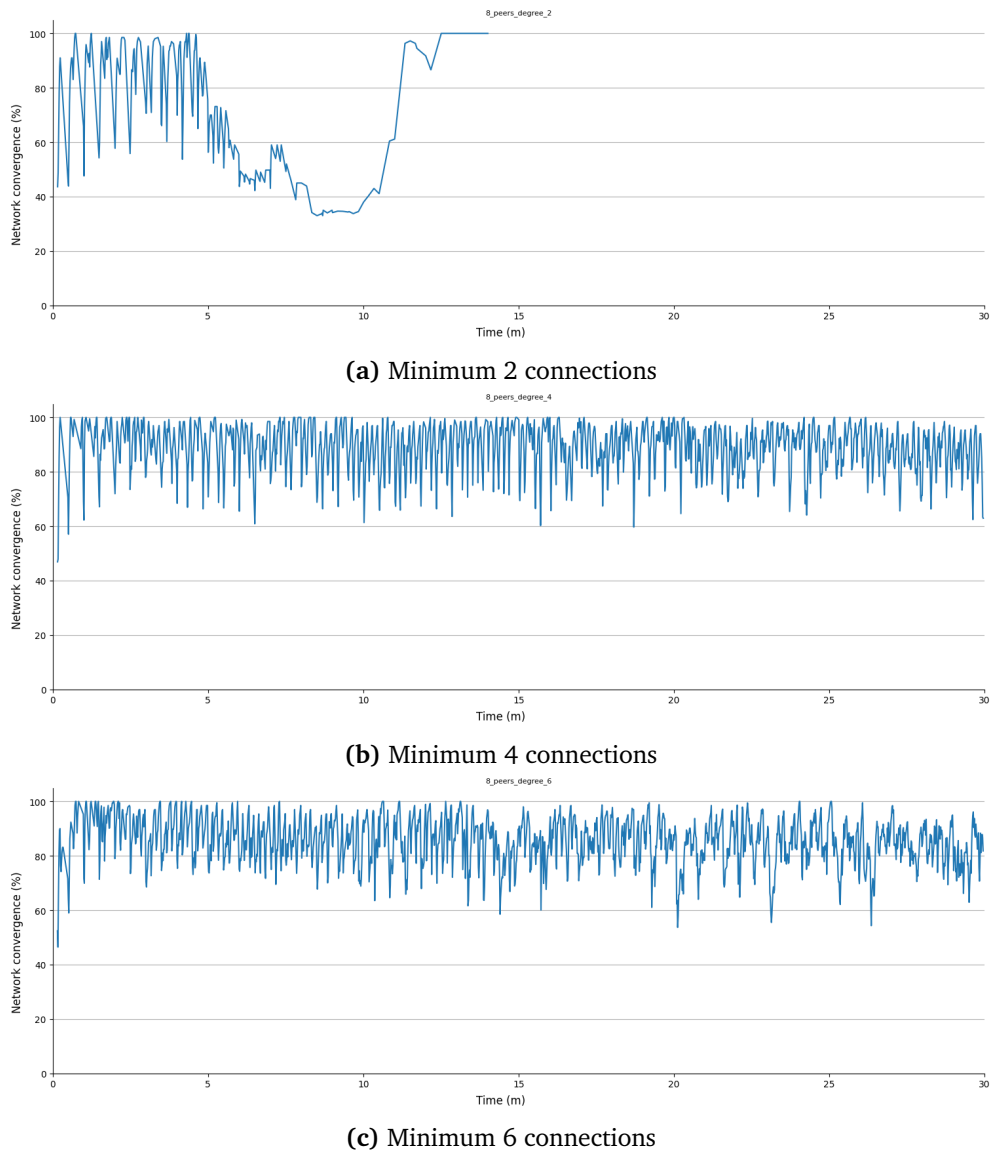 8_peers_degree_2
100
80
60
40
20
0
Network convergence (%)
0 5 10 15 20 25 30
Time (m)
(a) Minimum 2 connections
8_peers_degree_4
100
80
60
40
20
0
Network convergence (%)
0 5 10 15 20 25 30
Time (m)
(b) Minimum 4 connections
8_peers_degree_6
100
80
60
40
20
0
Network convergence (%)
0 5 10 15 20 25 30
Time (m)
(c) Minimum 6 connections